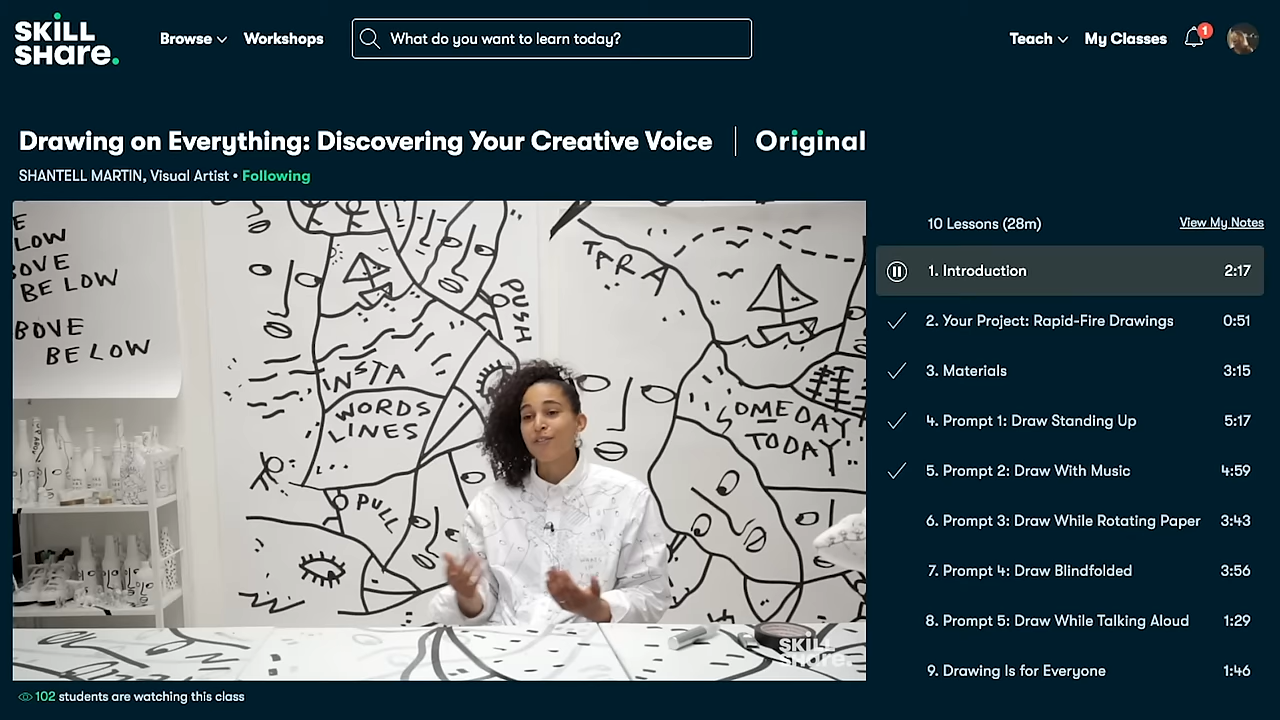 SKILL
SHARE.
Browse
Workshops
What do you want to learn today?
Teach
My Classes
1
Drawing on Everything: Discovering Your Creative Voice
Original
SHANTELL MARTIN, Visual Artist • Following
LOW
BE LOW
BE LOW
TARA
PUSH
INSTA
WORDS
LINES
SOMEDAY
TODAY
PULL
SKILL
SHARE.
102 students are watching this class
10 Lessons (28m)
View My Notes
1. Introduction 2:17
2. Your Project: Rapid-Fire Drawings 0:51
3. Materials 3:15
4. Prompt 1: Draw Standing Up 5:17
5. Prompt 2: Draw With Music 4:59
6. Prompt 3: Draw While Rotating Paper 3:43
7. Prompt 4: Draw Blindfolded 3:56
8. Prompt 5: Draw While Talking Aloud 1:29
9. Drawing Is for Everyone 1:46